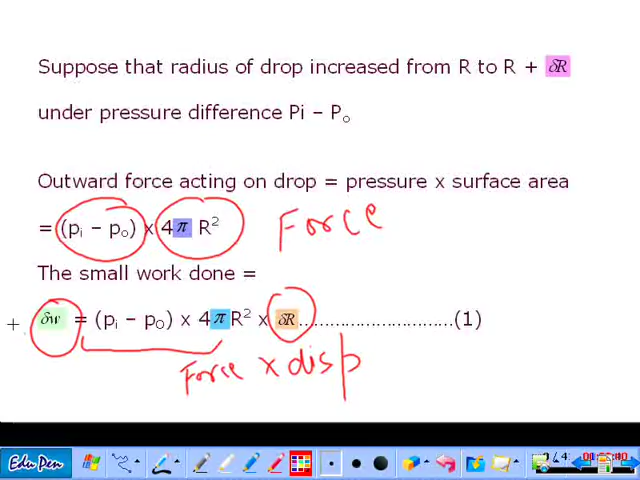 Suppose that radius of drop increased from R to R + δR
under pressure difference Pi – Pₒ
Outward force acting on drop = pressure x surface area
= (pᵢ – pₒ) x 4π R² Force
The small work done =
δw = (pᵢ – pₒ) x 4πR² x δR................................(1)
Force x disp
Edu Pen